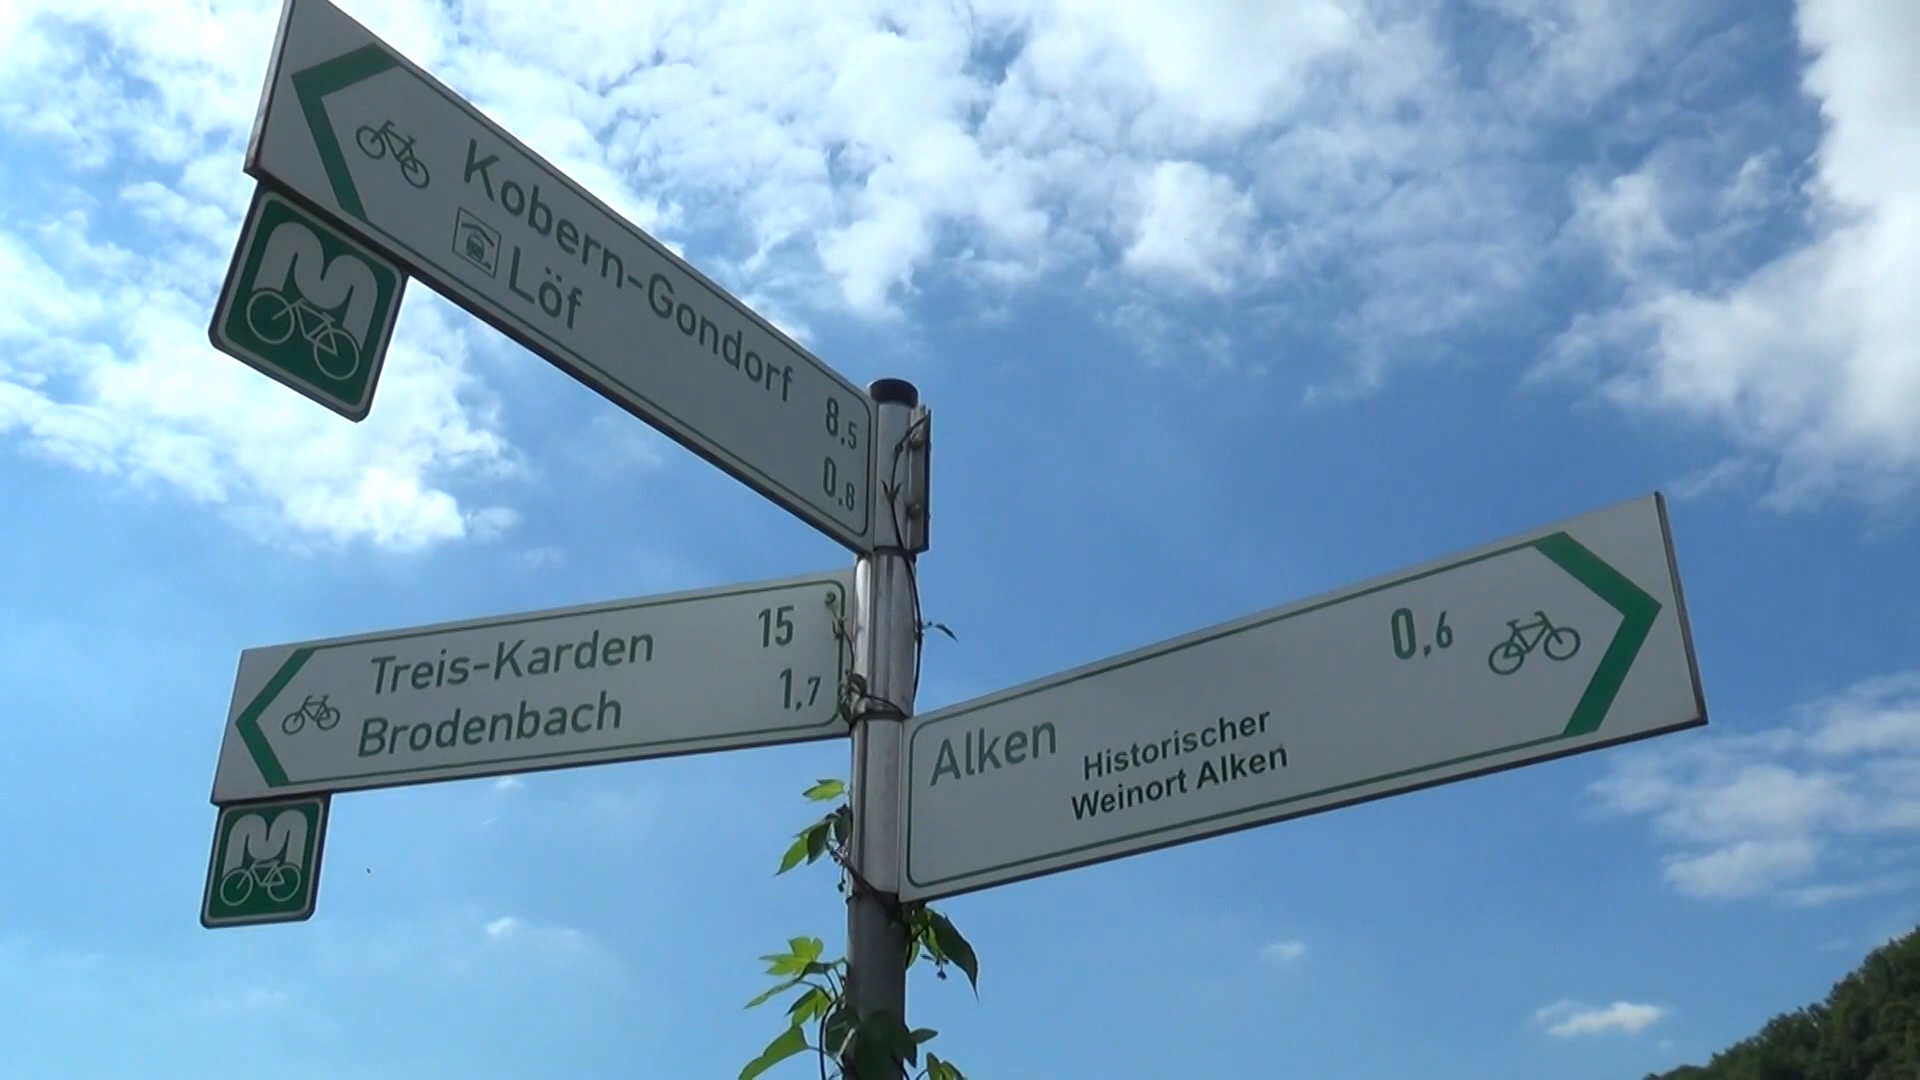 Kobern-Gondorf 8,5
Löf 0,8
M
Treis-Karden 15
Brodenbach 1,7
M
Alken 0,6
Historischer
Weinort Alken